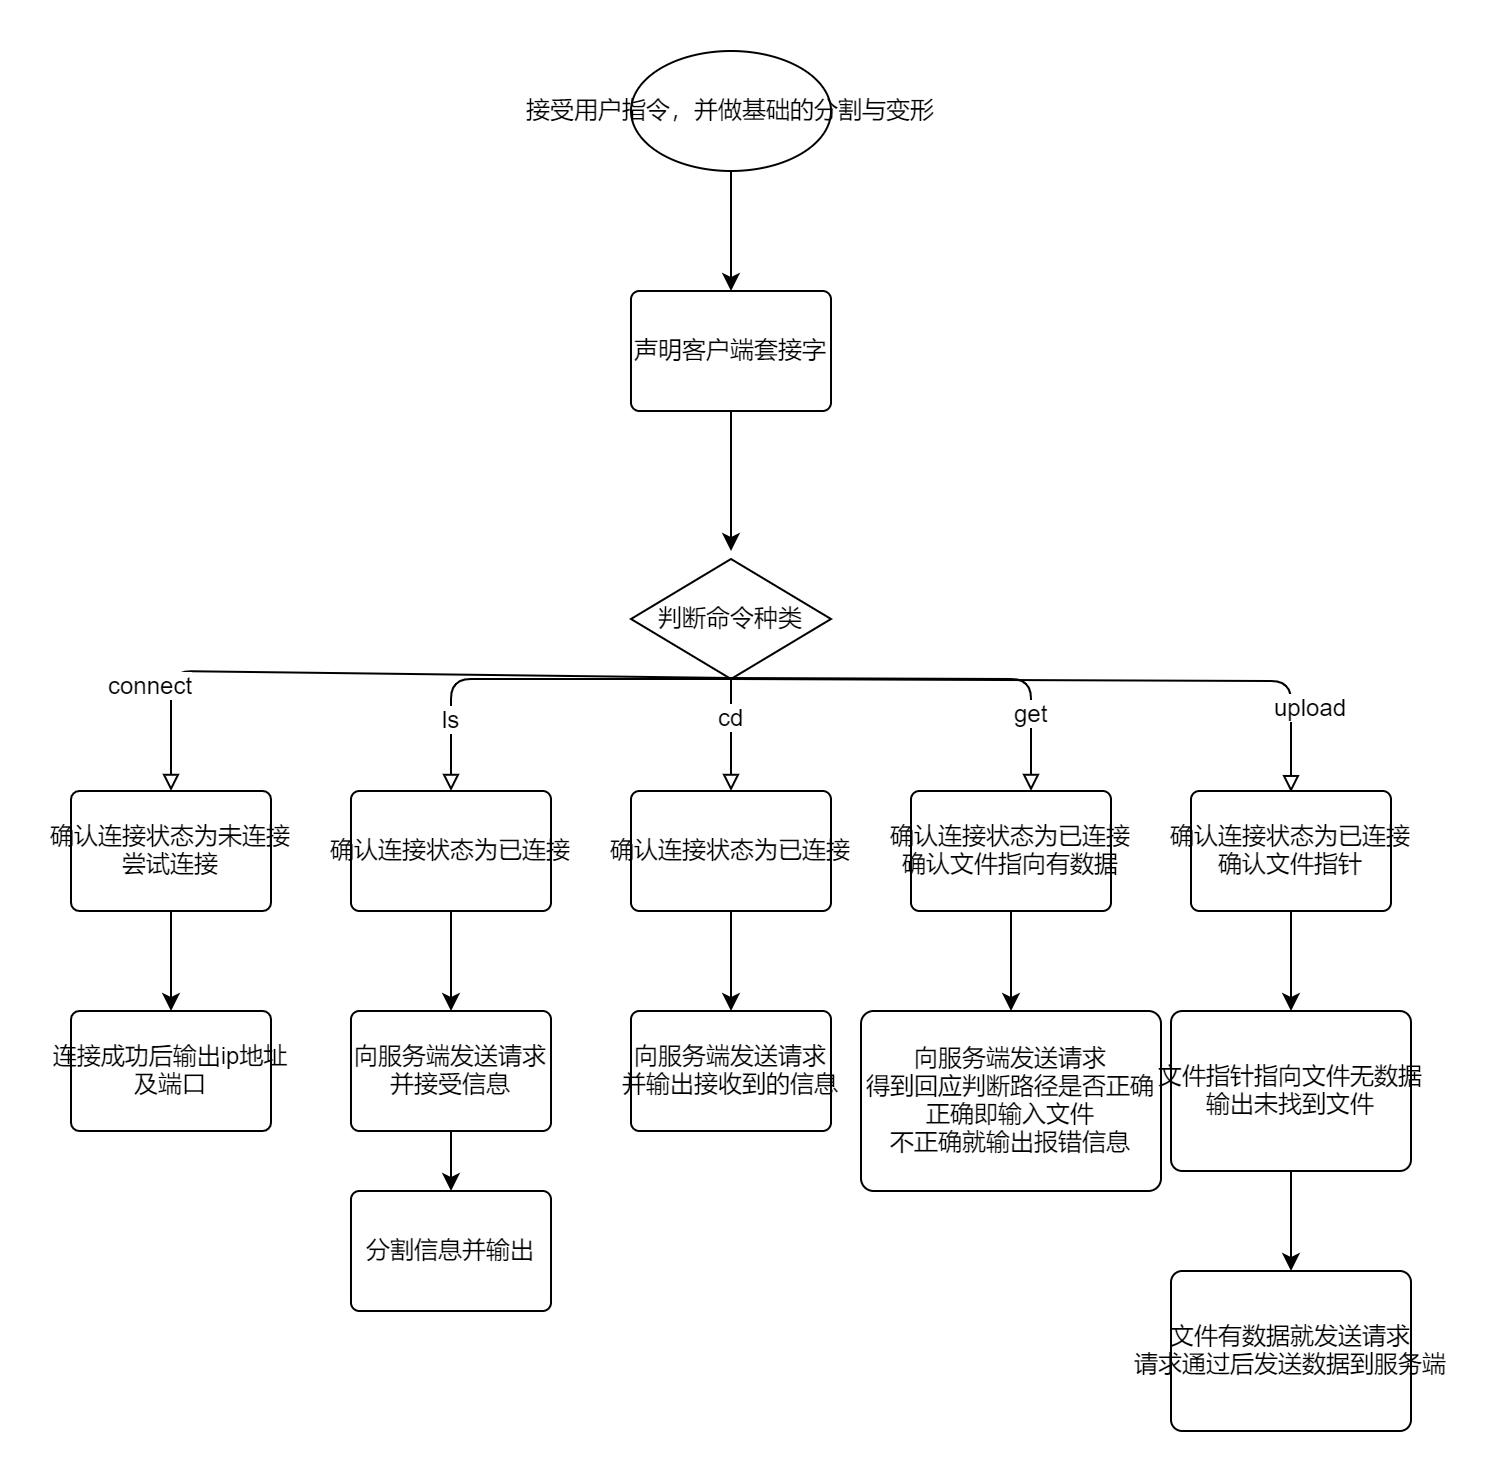 接受用户指令，并做基础的分割与变形
声明客户端套接字
判断命令种类
connect
ls
cd
get
upload
确认连接状态为未连接
尝试连接
确认连接状态为已连接
确认连接状态为已连接
确认连接状态为已连接
确认文件指向有数据
确认连接状态为已连接
确认文件指针
连接成功后输出ip地址
及端口
向服务端发送请求
并接受信息
向服务端发送请求
并输出接收到的信息
向服务端发送请求
得到回应判断路径是否正确
正确即输入文件
不正确就输出报错信息
文件指针指向文件无数据
输出未找到文件
分割信息并输出
文件有数据就发送请求
请求通过后发送数据到服务端